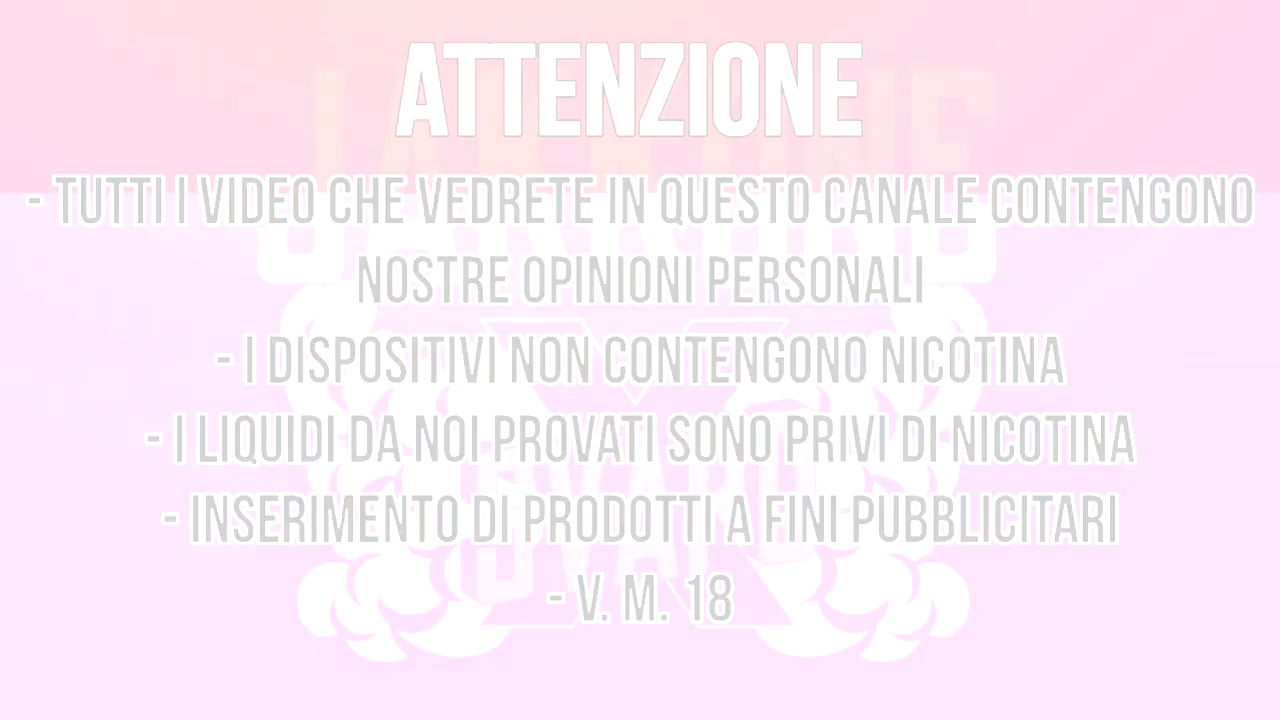 ATTENZIONE
- TUTTI I VIDEO CHE VEDRETE IN QUESTO CANALE CONTENGONO
NOSTRE OPINIONI PERSONALI
- I DISPOSITIVI NON CONTENGONO NICOTINA
- I LIQUIDI DA NOI PROVATI SONO PRIVI DI NICOTINA
- INSERIMENTO DI PRODOTTI A FINI PUBBLICITARI
- V. M. 18